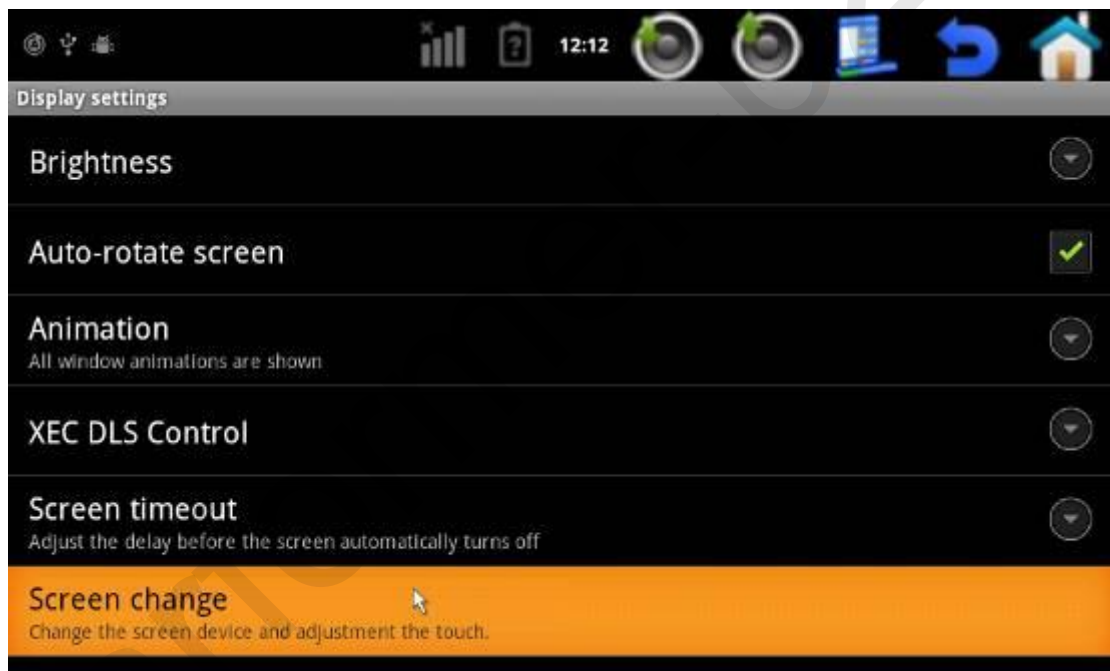 12:12
Display settings
Brightness
Auto-rotate screen
Animation
All window animations are shown
XEC DLS Control
Screen timeout
Adjust the delay before the screen automatically turns off
Screen change
Change the screen device and adjustment the touch.